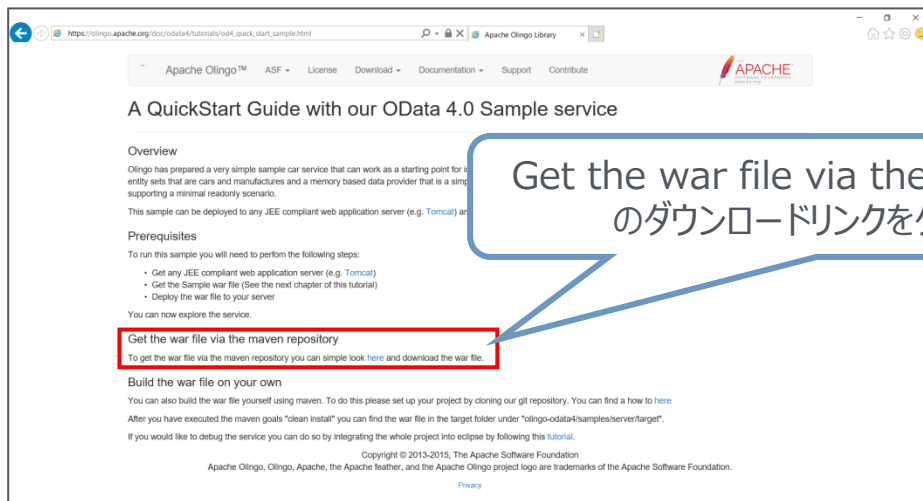 https://olingo.apache.org/doc/odata4/tutorials/od4_quick_start_sample.html
Apache Olingo Library
Apache Olingo™ ASF License Download Documentation Support Contribute
APACHE
A QuickStart Guide with our OData 4.0 Sample service
Overview
Olingo has prepared a very simple sample car service that can work as a starting point for
entity sets that are cars and manufactures and a memory based data provider that is a
supporting a minimal readonly scenario.
This sample can be deployed to any JEE compliant web application server (e.g. Tomcat)
Get the war file via the
のダウンロードリンクを
Prerequisites
To run this sample you will need to perfom the following steps:
• Get any JEE compliant web application server (e.g. Tomcat)
• Get the Sample war file (See the next chapter of this tutorial)
• Deploy the war file to your server
You can now explore the service.
Get the war file via the maven repository
To get the war file via the maven repository you can simple look here and download the war file.
Build the war file on your own
You can also build the war file yourself using maven. To do this please set up your project by cloning our git repository. You can find a how to here
After you have executed the maven goals "clean install" you can find the war file in the target folder under "olingo-odata4/samples/server/target".
If you would like to debug the service you can do so by integrating the whole project into eclipse by following this tutorial.
Copyright © 2013-2015, The Apache Software Foundation
Apache Olingo, Olingo, Apache, the Apache feather, and the Apache Olingo project logo are trademarks of the Apache Software Foundation.
Privacy